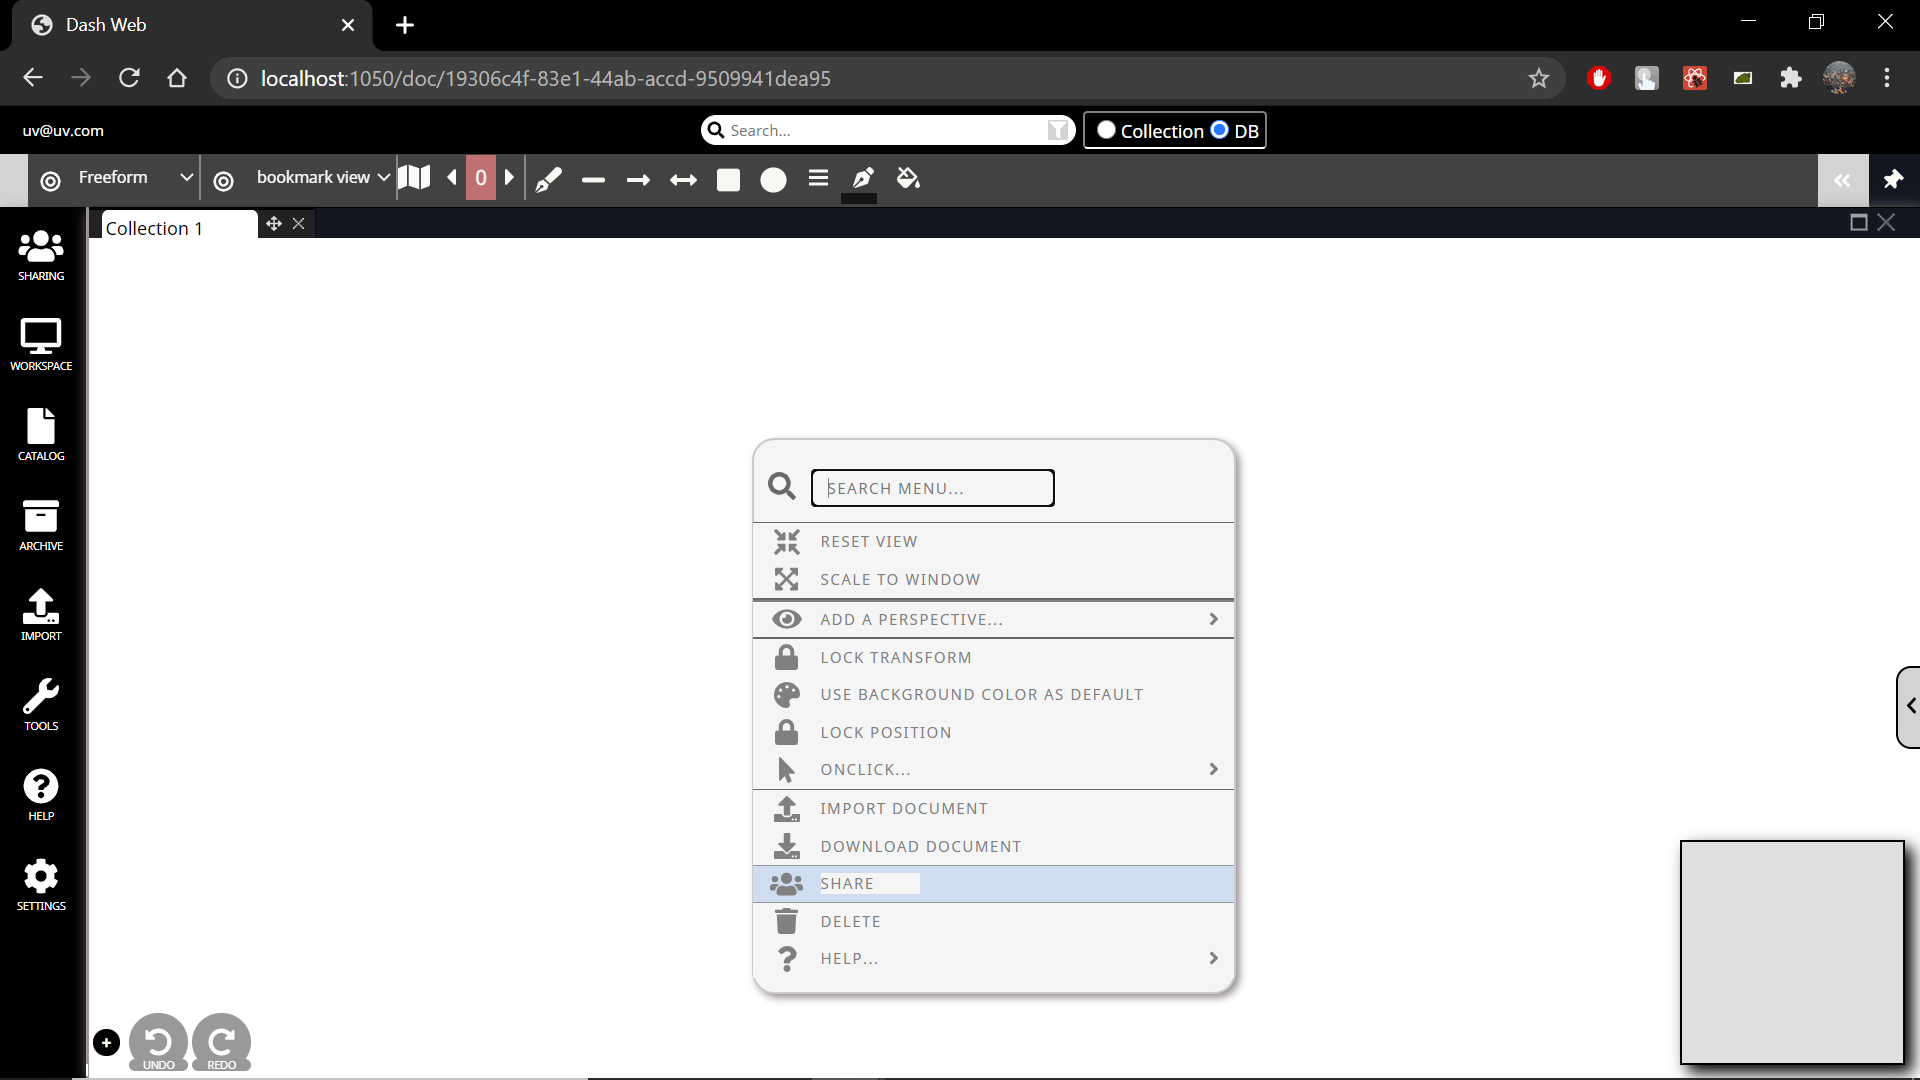 Dash Web
localhost:1050/doc/19306c4f-83e1-44ab-accd-9509941dea95
uv@uv.com
Search...
Collection DB
Freeform
bookmark view
0
Collection 1
SHARING
WORKSPACE
CATALOG
ARCHIVE
IMPORT
TOOLS
HELP
SETTINGS
SEARCH MENU...
RESET VIEW
SCALE TO WINDOW
ADD A PERSPECTIVE...
LOCK TRANSFORM
USE BACKGROUND COLOR AS DEFAULT
LOCK POSITION
ONCLICK...
IMPORT DOCUMENT
DOWNLOAD DOCUMENT
SHARE
DELETE
HELP...
UNDO
REDO